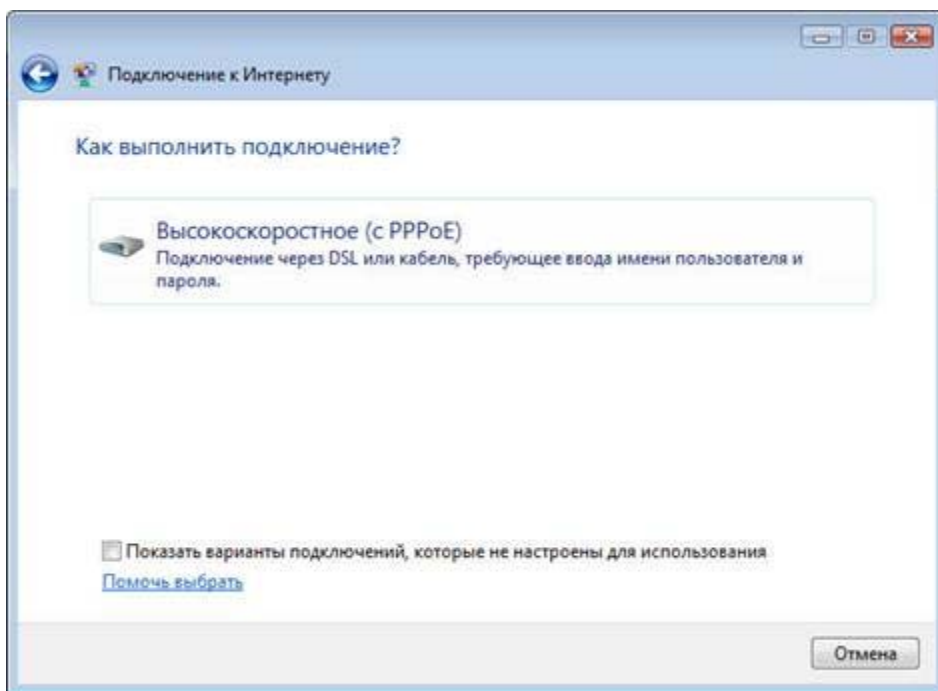 Подключение к Интернету
Как выполнить подключение?
Высокоскоростное (с PPPoE)
Подключение через DSL или кабель, требующее ввода имени пользователя и
пароля.
Показать варианты подключений, которые не настроены для использования
Помочь выбрать
Отмена